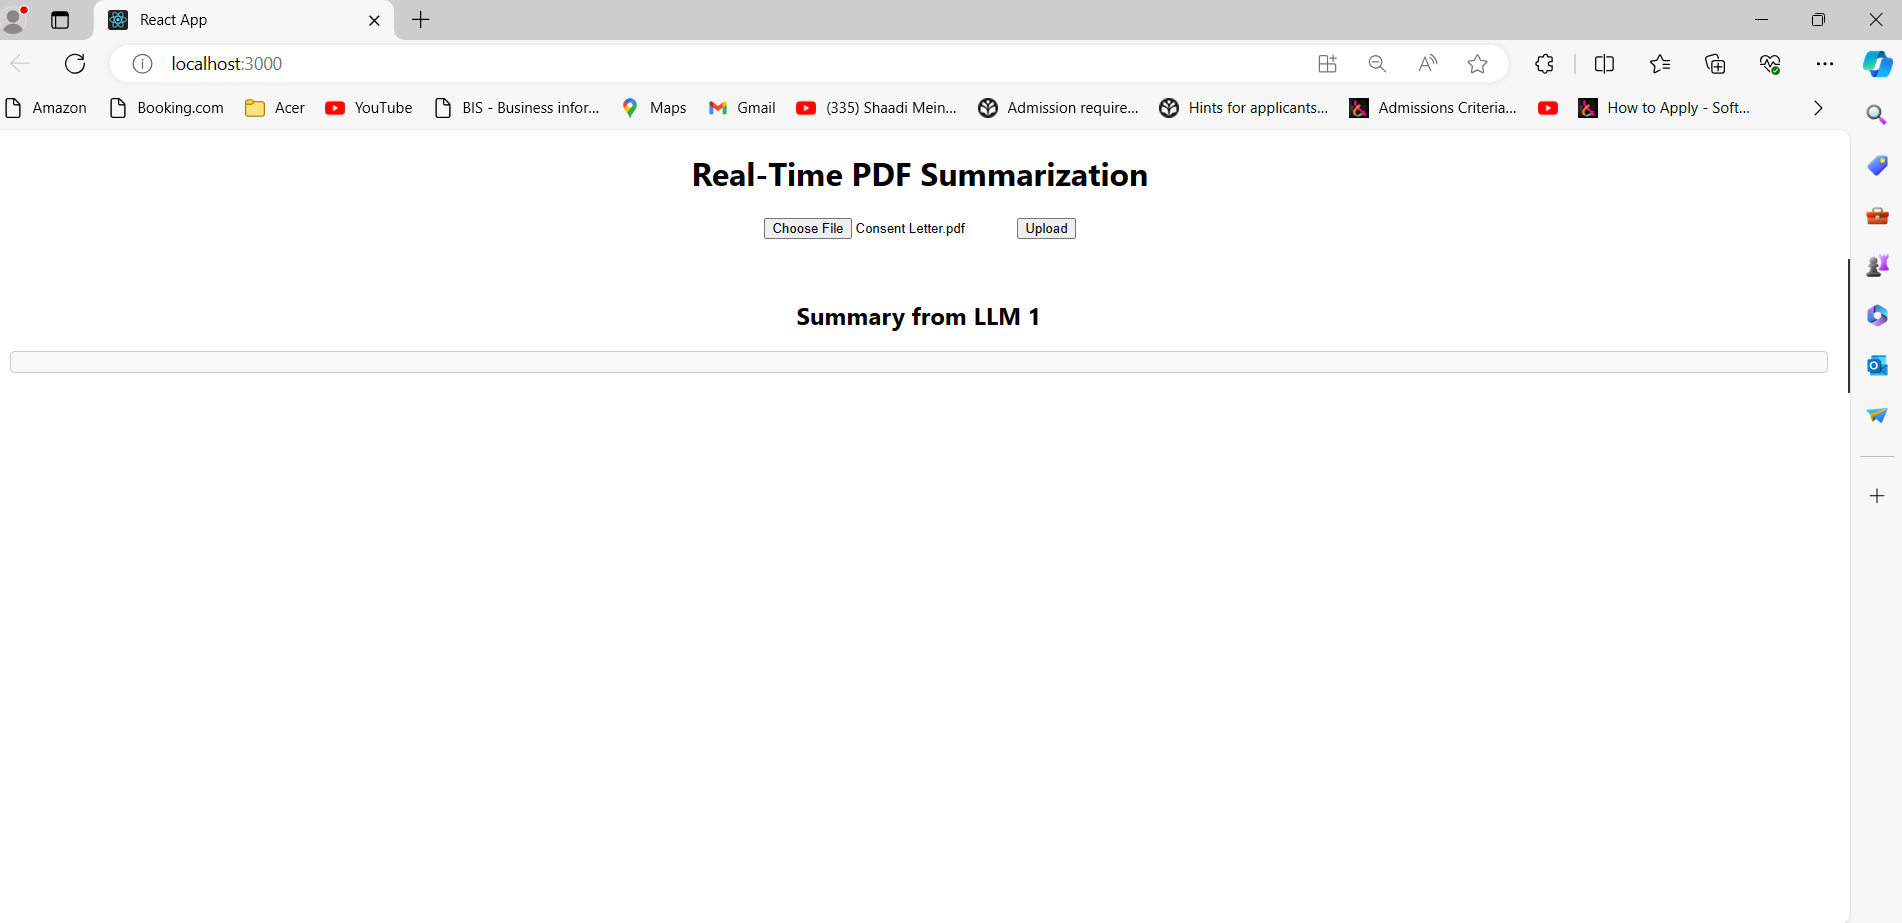 React App
localhost:3000
Amazon Booking.com Acer YouTube BIS - Business infor... Maps Gmail (335) Shaadi Mein... Admission require... Hints for applicants... Admissions Criteria... How to Apply - Soft...
Real-Time PDF Summarization
Choose File Consent Letter.pdf Upload
Summary from LLM 1